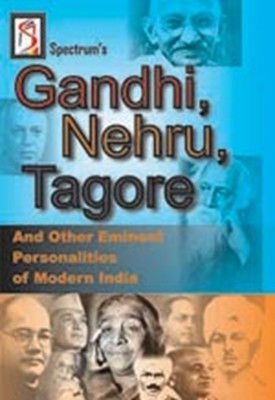 Spectrum's
Gandhi,
Nehru,
Tagore
And Other Eminent
Personalities
of Modern India